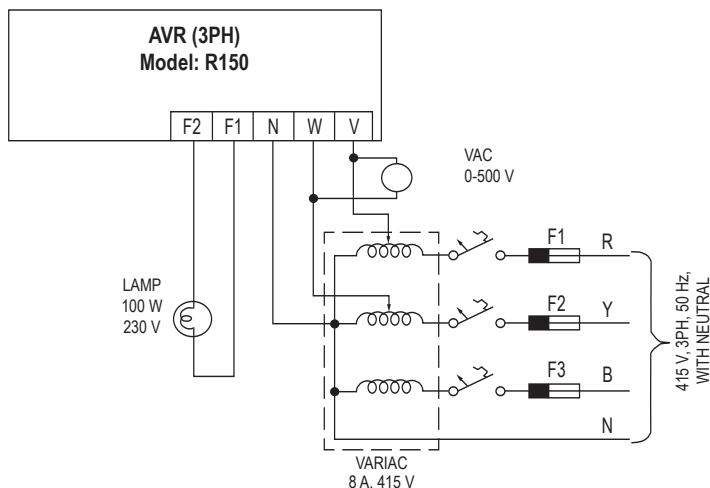 AVR (3PH)
Model: R150
F2 F1 N W V
VAC
0-500 V
LAMP
100 W
230 V
F1 R
F2 Y
F3 B
N
415 V, 3PH, 50 Hz,
WITH NEUTRAL
VARIAC
8 A, 415 V